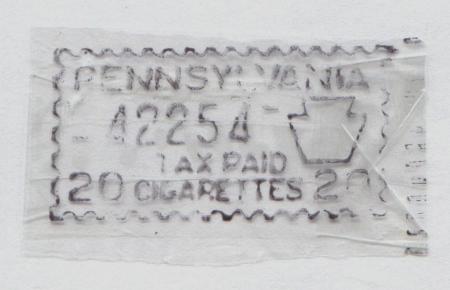 PENNSYLVANIA
42254
TAX PAID
20 CIGARETTES 20